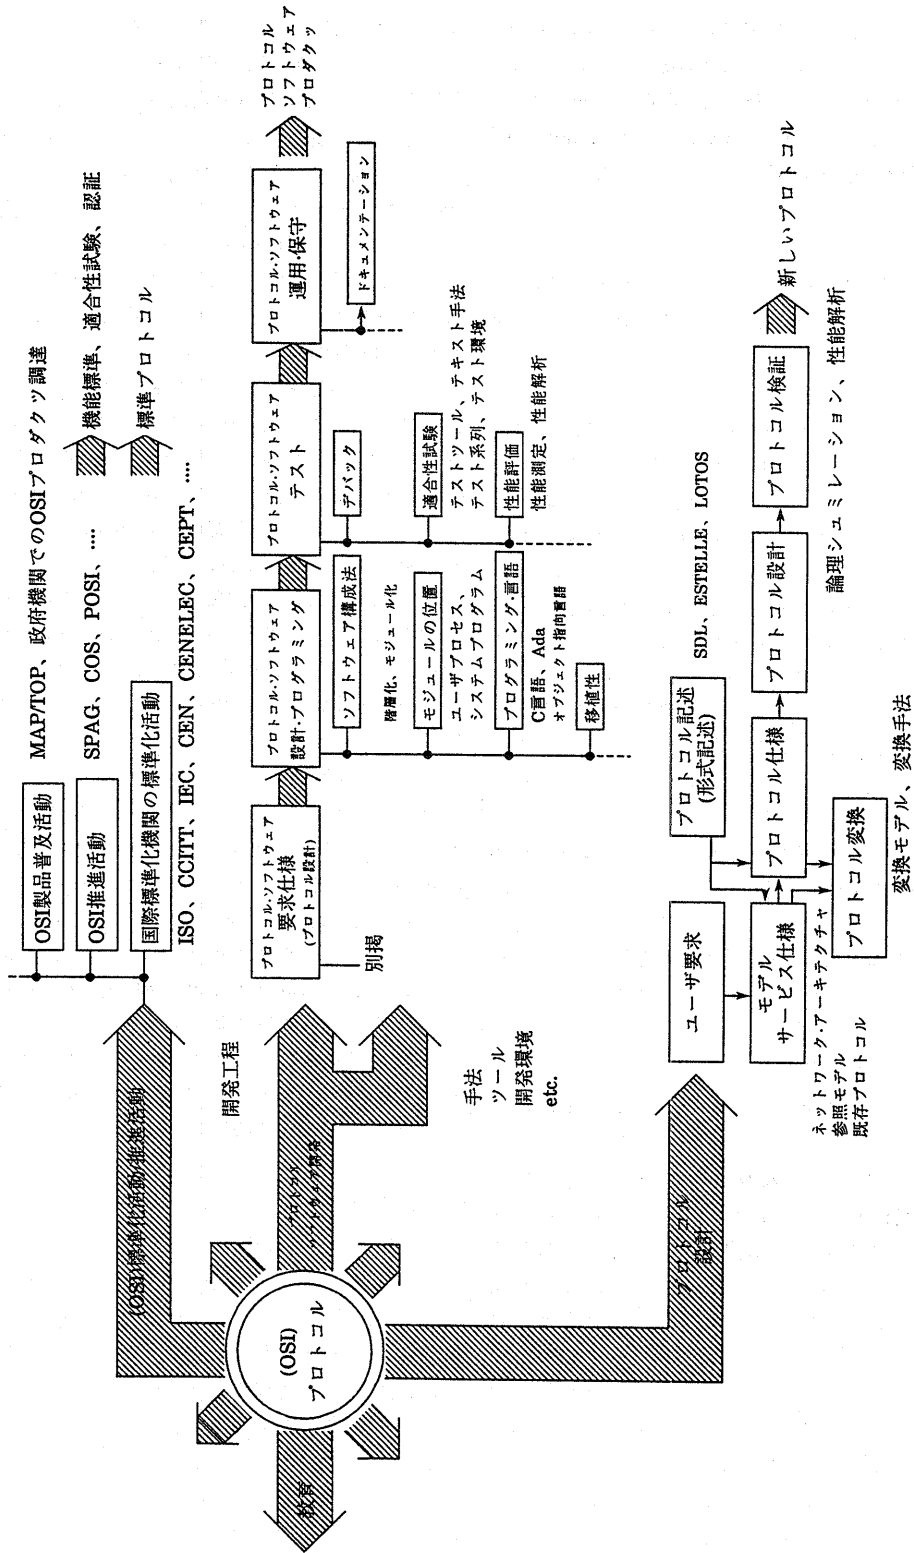 OSI製品普及活動
MAP/TOP、政府機関でのOSIプロダクツ調達
OSI推進活動
SPAG、COS、POSI、....
機能標準、適合性試験、認証
国際標準化機関の標準化活動
標準プロトコル
ISO、CCITT、IEC、CEN、CENELEC、CEPT、....
(OSI)標準化活動/推進活動
開発工程
プロトコル・ソフトウェア
要求仕様
(プロトコル設計)
別掲
プロトコル・ソフトウェア
設計・プログラミング
ソフトウェア構成法
階層化、モジュール化
モジュールの位置
ユーザプロセス、
システムプログラム
プログラミング言語
C言語、Ada
オブジェクト指向言語
移植性
プロトコル・ソフトウェア
テスト
デバック
適合性試験
テストツール、テキスト手法
テスト系列、テスト環境
性能評価
性能測定、性能解析
プロトコル・ソフトウェア
運用・保守
ドキュメンテーション
プロトコル
ソフトウェア
プロダクツ
プロトコル
ソフトウェア開発
手法
ツール
開発環境
etc.
(OSI)
プロトコル
教育
プロトコル
設計
ユーザ要求
モデル
サービス仕様
ネットワーク・アーキテクチャ
参照モデル
既存プロトコル
プロトコル記述
(形式記述)
SDL、ESTELLE、LOTOS
プロトコル仕様
プロトコル設計
プロトコル検証
新しいプロトコル
論理シュミレーション、性能解析
プロトコル変換
変換モデル、変換手法